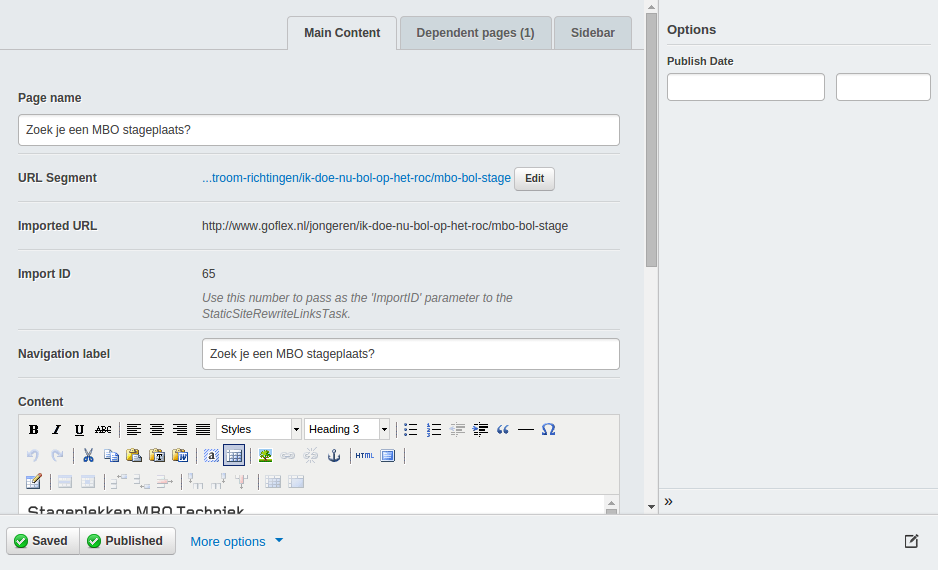 Main Content
Dependent pages (1)
Sidebar
Options
Publish Date
Page name
Zoek je een MBO stageplaats?
URL Segment
...troom-richtingen/ik-doe-nu-bol-op-het-roc/mbo-bol-stage
Edit
Imported URL
http://www.goflex.nl/jongeren/ik-doe-nu-bol-op-het-roc/mbo-bol-stage
Import ID
65
Use this number to pass as the 'ImportID' parameter to the
StaticSiteRewriteLinksTask.
Navigation label
Zoek je een MBO stageplaats?
Content
B I U ABC Styles Heading 3 “ — Ω
T W a HTML
Stageplekken MBO Techniek
»
Saved
Published
More options